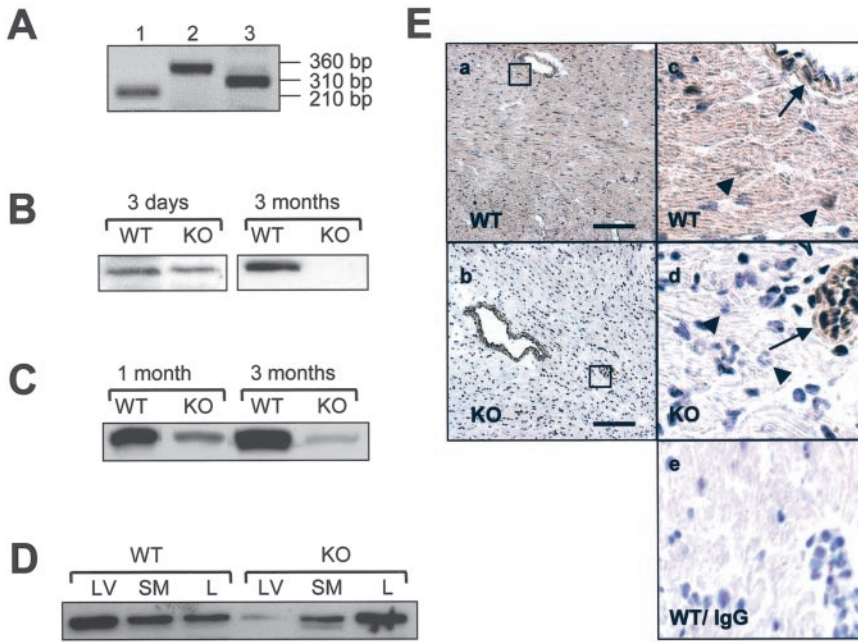 A
1 2 3
360 bp
310 bp
210 bp
B
3 days 3 months
WT KO WT KO
C
1 month 3 months
WT KO WT KO
D
WT KO
LV SM L LV SM L
E
a
WT
c
WT
b
KO
d
KO
e
WT/ IgG